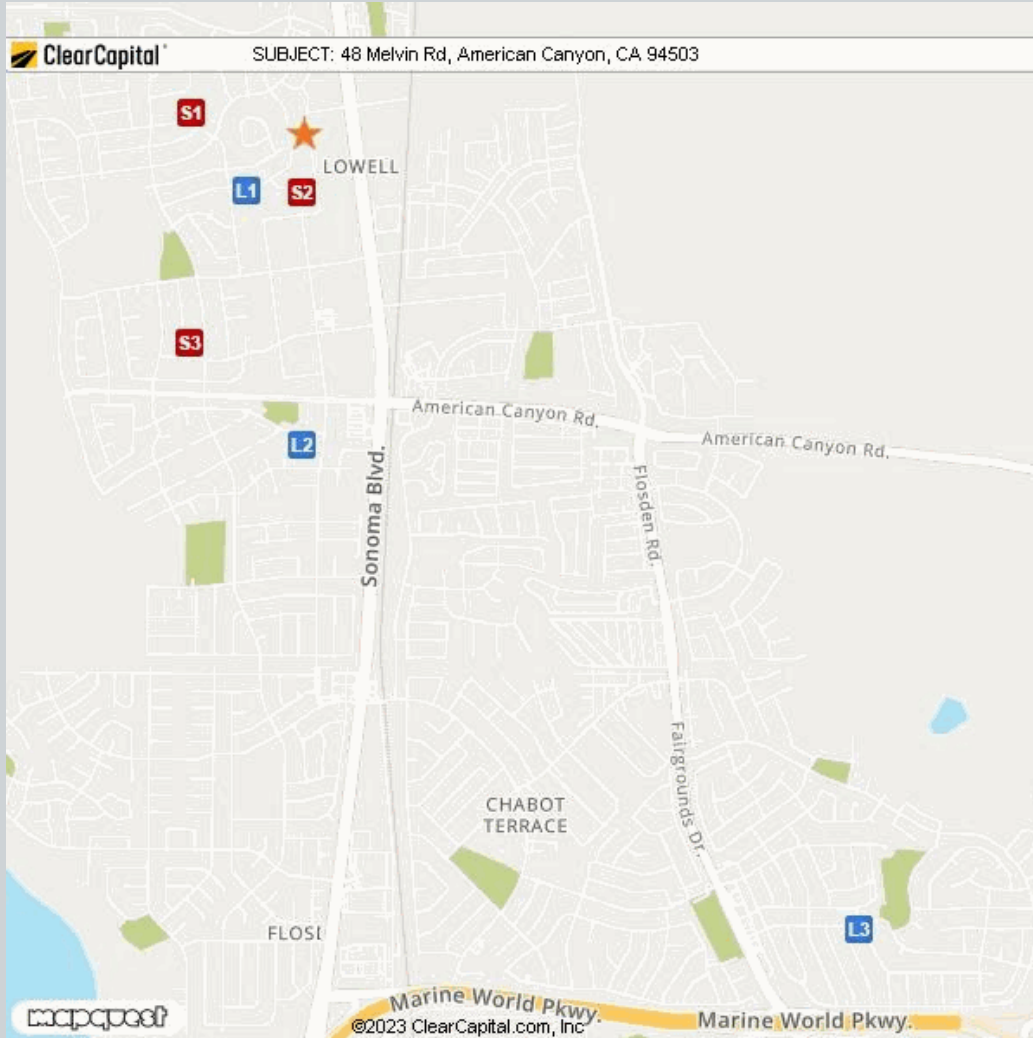 ClearCapital
SUBJECT: 48 Melvin Rd, American Canyon, CA 94503
S1
LOWELL
L1
S2
S3
American Canyon Rd.
American Canyon Rd.
L2
Sonoma Blvd.
Flosden Rd.
Fairgrounds Dr.
CHABOT
TERRACE
FLOSI
L3
Marine World Pkwy.
Marine World Pkwy.
mapquest
©2023 ClearCapital.com, Inc